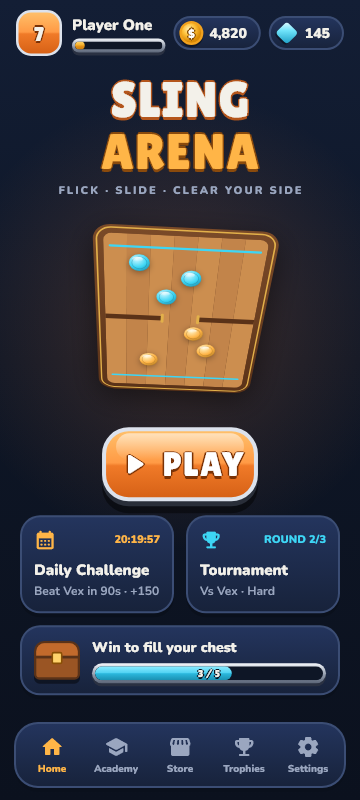 7 Player One 4,820 145
SLING
ARENA
FLICK · SLIDE · CLEAR YOUR SIDE
PLAY
20:19:57
Daily Challenge
Beat Vex in 90s · +150
ROUND 2/3
Tournament
Vs Vex · Hard
Win to fill your chest
3/5
Home Academy Store Trophies Settings